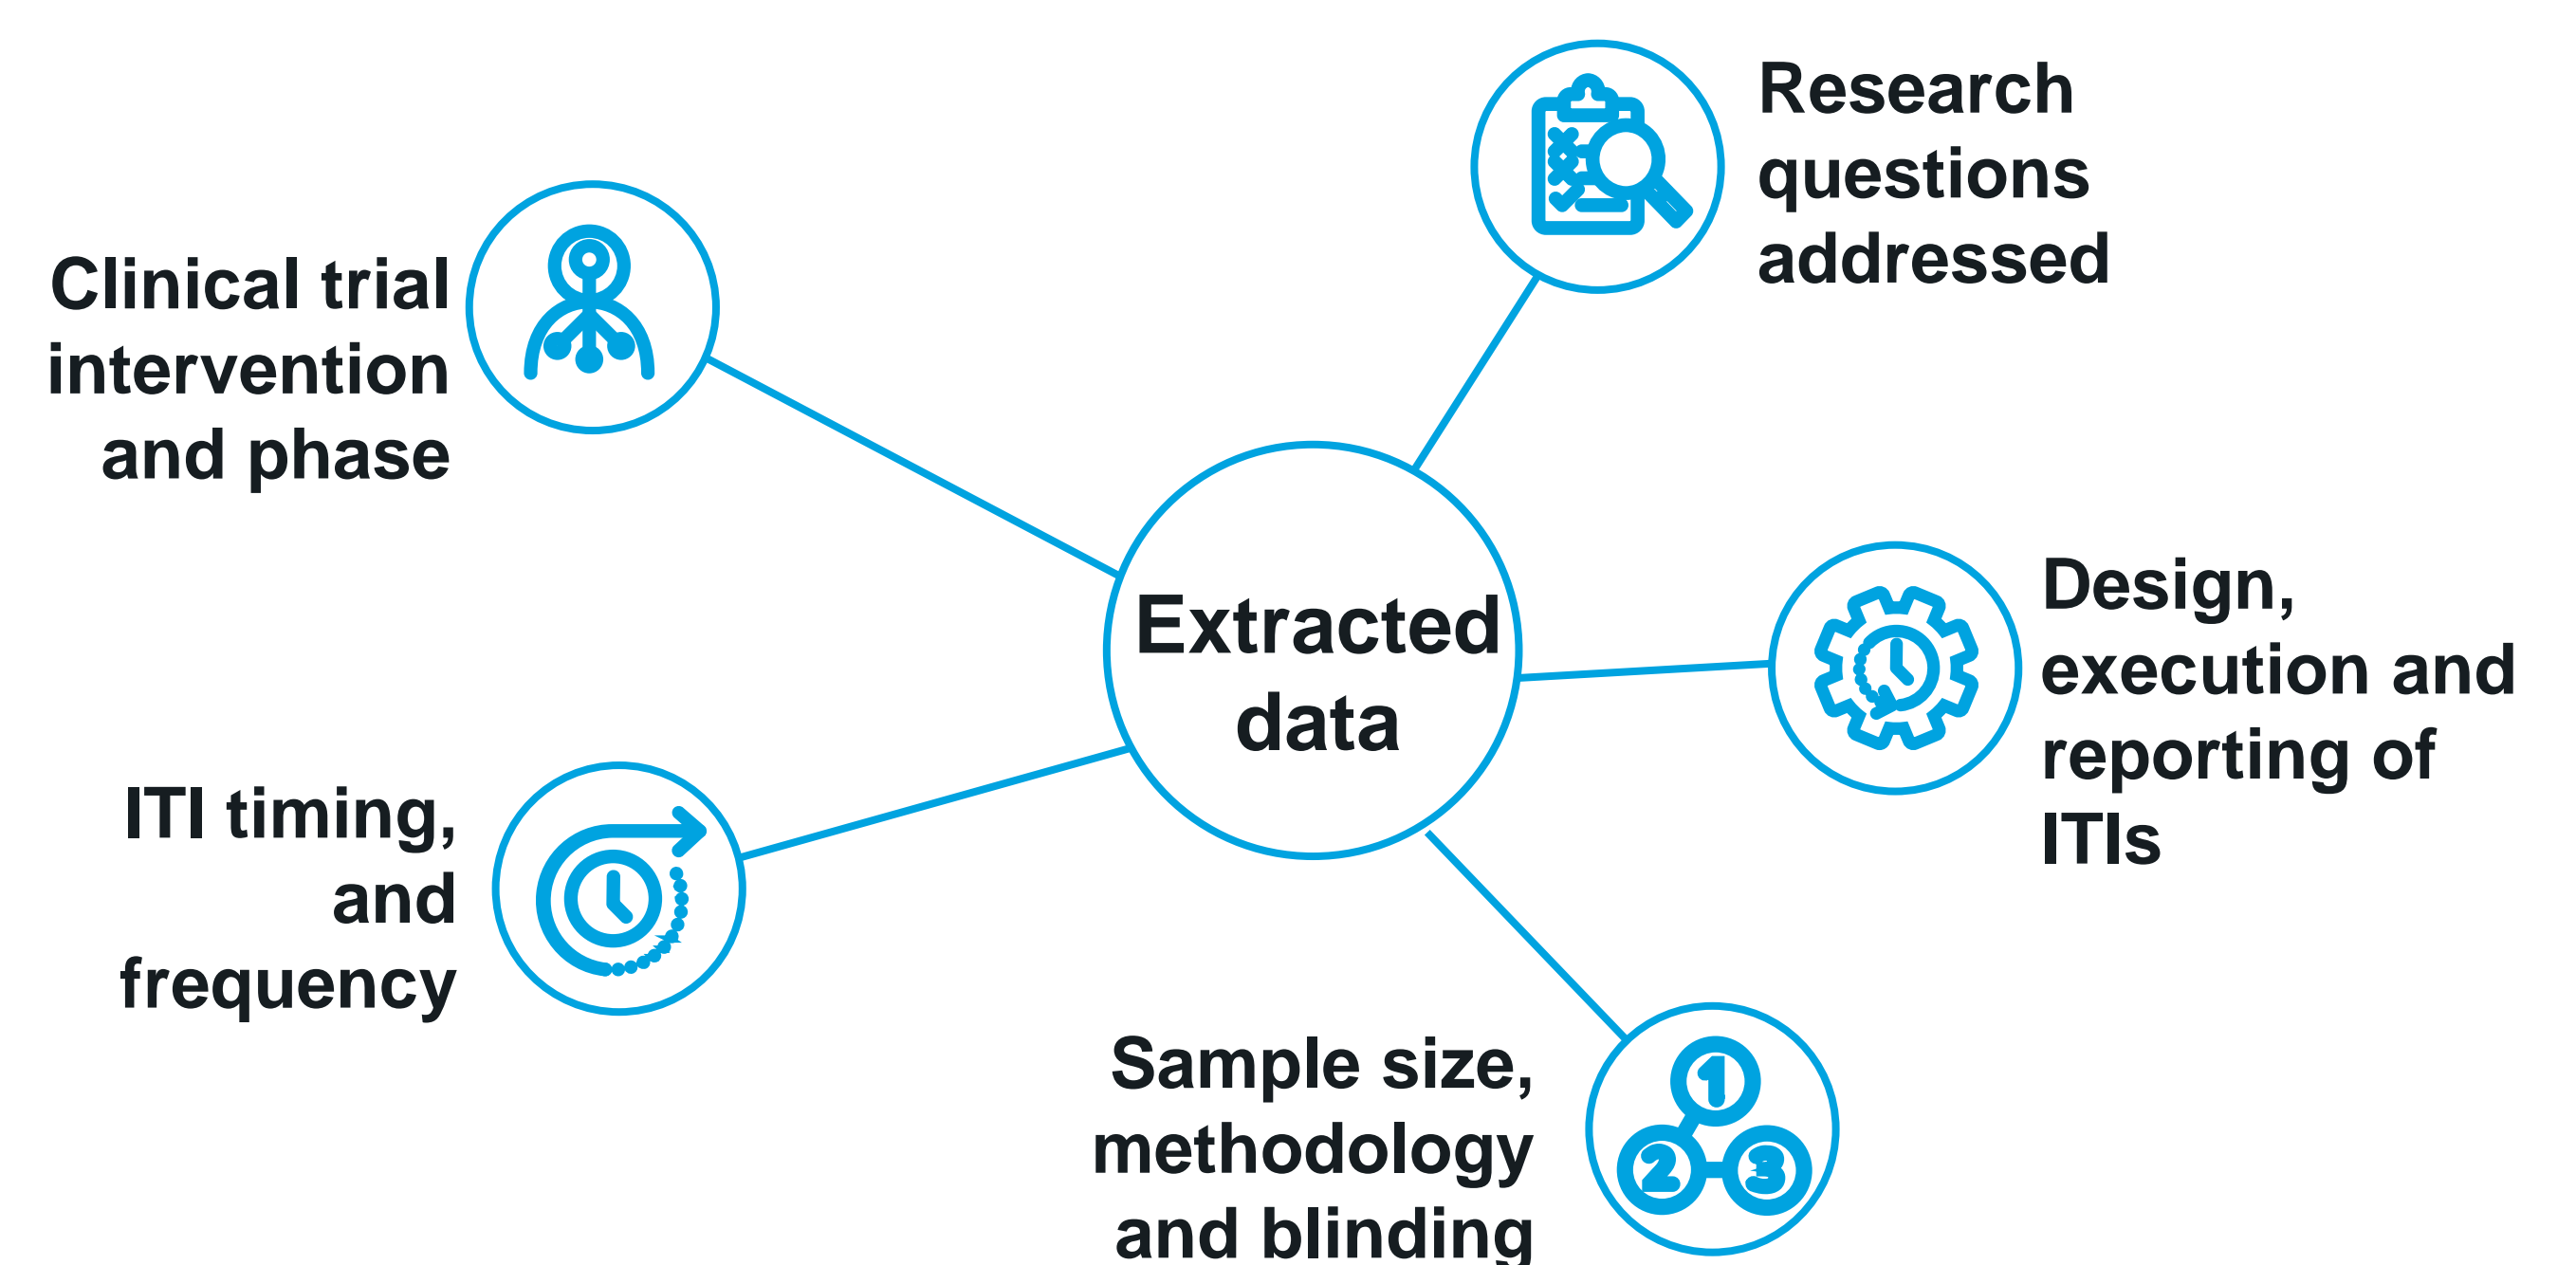 Research
questions
addressed
Clinical trial
intervention
and phase
Extracted
data
Design,
execution and
reporting of
ITIs
ITI timing,
and
frequency
Sample size,
methodology
and blinding
1
2
3